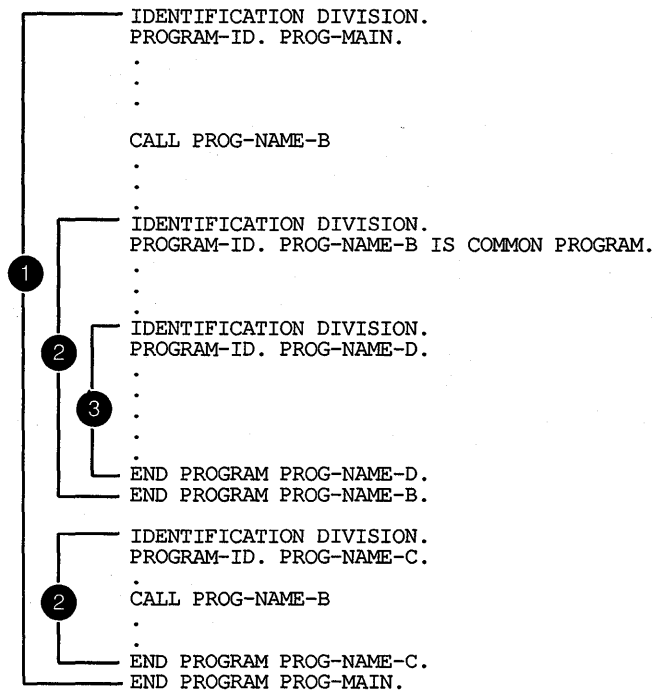 IDENTIFICATION DIVISION.
PROGRAM-ID. PROG-MAIN.
.
.
.
CALL PROG-NAME-B
.
.
.
IDENTIFICATION DIVISION.
PROGRAM-ID. PROG-NAME-B IS COMMON PROGRAM.
.
1
.
.
IDENTIFICATION DIVISION.
2 PROGRAM-ID. PROG-NAME-D.
.
.
3 .
.
.
END PROGRAM PROG-NAME-D.
END PROGRAM PROG-NAME-B.
IDENTIFICATION DIVISION.
PROGRAM-ID. PROG-NAME-C.
.
2 CALL PROG-NAME-B
.
.
END PROGRAM PROG-NAME-C.
END PROGRAM PROG-MAIN.